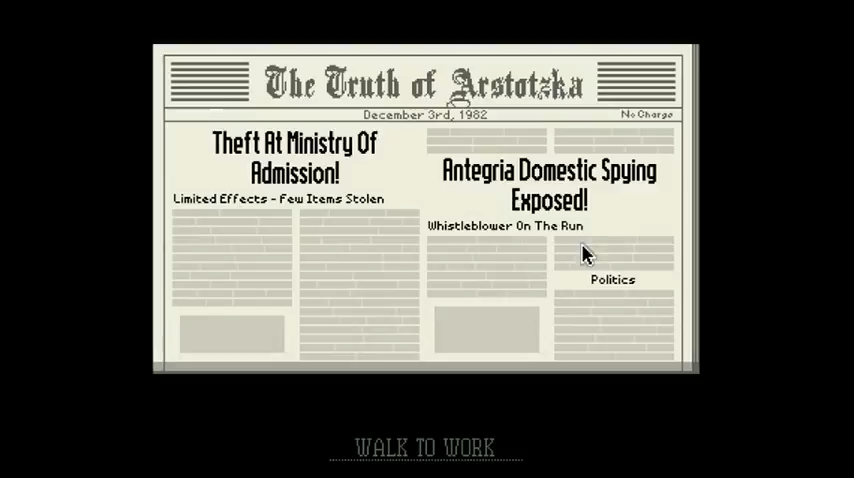 The Truth of Arstotzka
December 3rd, 1982
No Charge
Theft At Ministry Of
Admission!
Limited Effects - Few Items Stolen
Antegria Domestic Spying
Exposed!
Whistleblower On The Run
Politics
WALK TO WORK